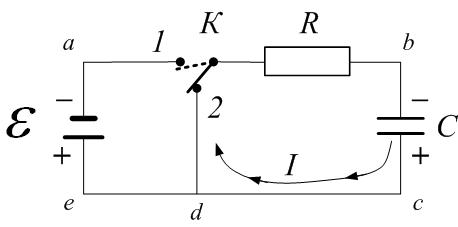 a К R b
1
− −
ℰ 2 C
+ +
I
e d c